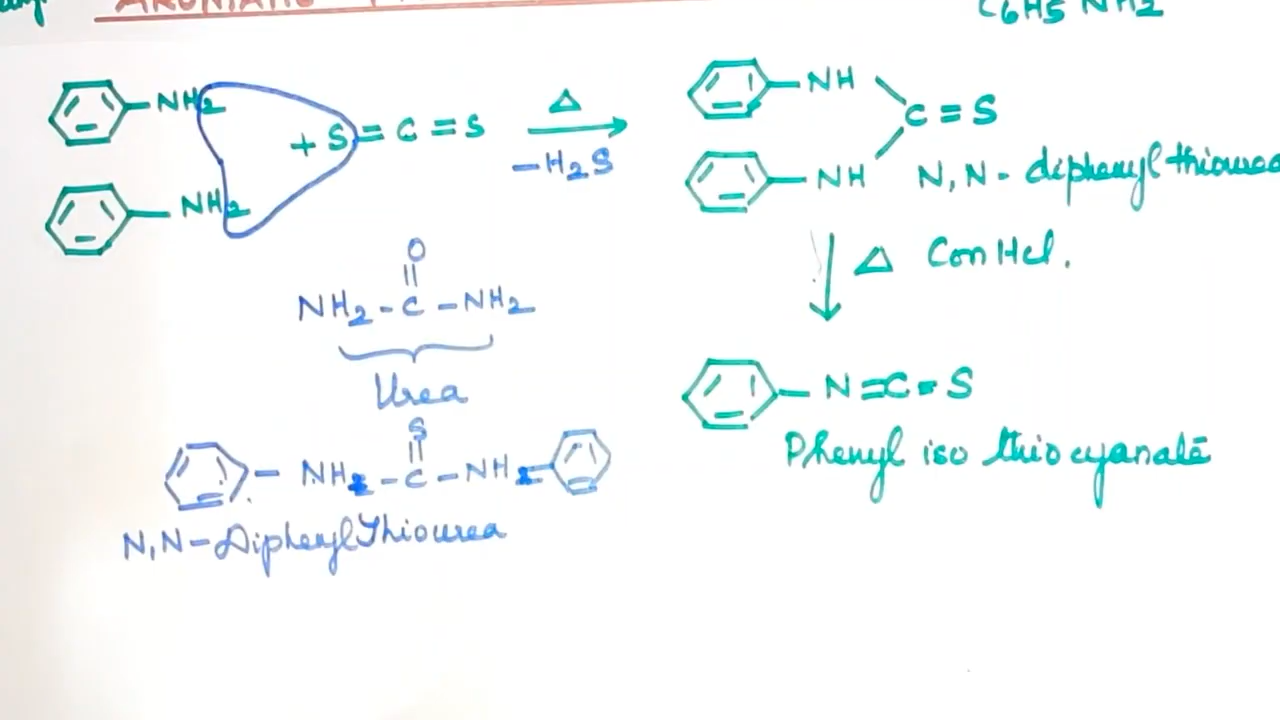 C6H5 NH2
NH2
+ S = C = S
NH2
Δ
-H2S
NH
C = S
NH
N,N- diphenyl thiourea
Δ Con Hcl.
O
NH2 - C - NH2
Urea
S
NH2 - C - NH2
N,N-Diphenyl Thiourea
N=C=S
Phenyl iso thio cyanate